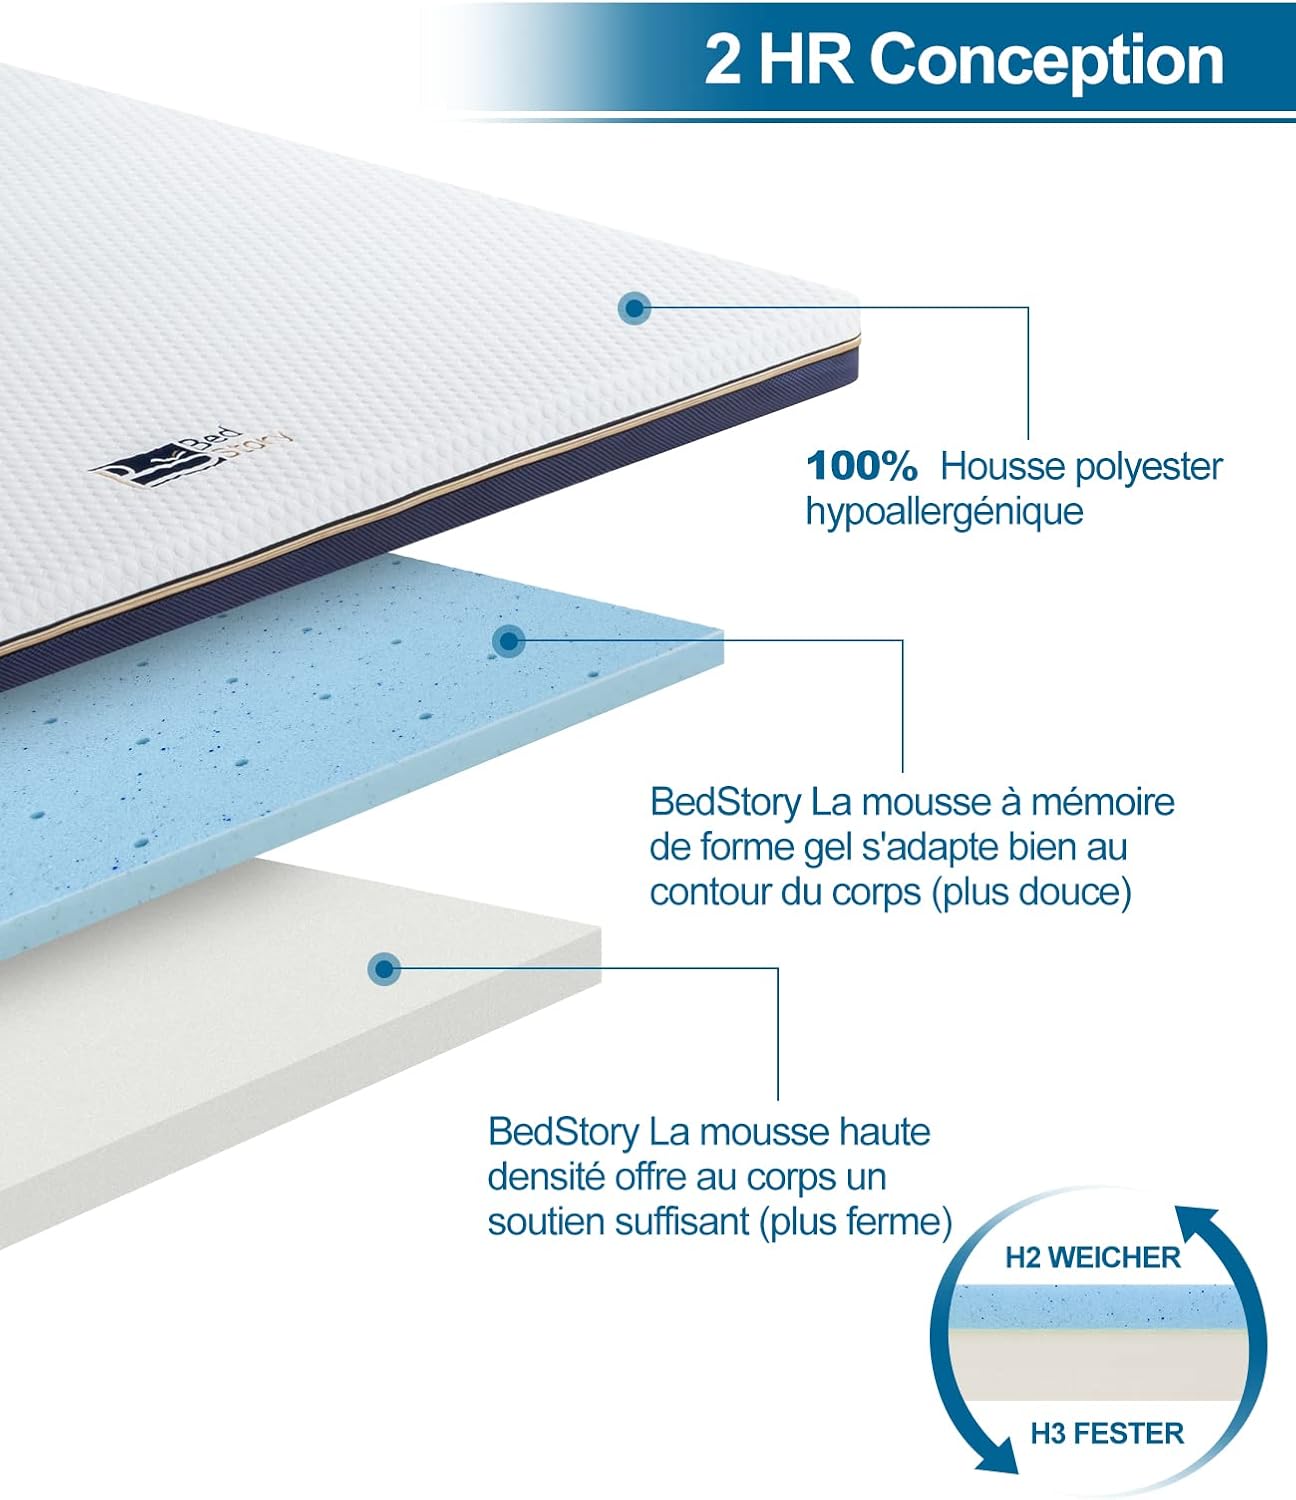 2 HR Conception
Bed
Story
100% Housse polyester
hypoallergénique
BedStory La mousse à mémoire
de forme gel s'adapte bien au
contour du corps (plus douce)
BedStory La mousse haute
densité offre au corps un
soutien suffisant (plus ferme)
H2 WEICHER
H3 FESTER